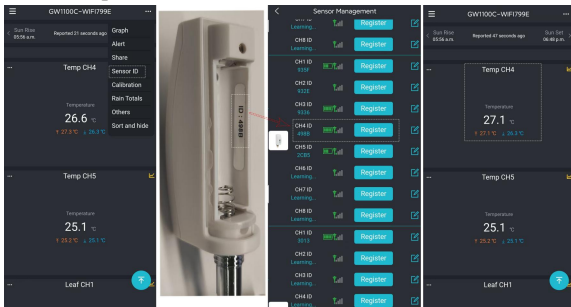 GW1100C-WIFI799E
Sun Rise
05:56 a.m.
Reported 21 seconds ago
Graph
Alert
Share
Sensor ID
Calibration
Rain Totals
Others
Sort and hide
Temp CH4
Temperature
26.6 ℃
↑ 27.3 ℃ ↓ 26.3 ℃
Temp CH5
Temperature
25.1 ℃
↑ 25.2 ℃ ↓ 25.1 ℃
Leaf CH1
ID : 498B
Sensor Management
Learning... Register
CH8 ID
Learning... Register
CH1 ID
935F Register
CH2 ID
932E Register
CH3 ID
9336 Register
CH4 ID
498B Register
CH5 ID
2CB5 Register
CH6 ID
Learning... Register
CH7 ID
Learning... Register
CH8 ID
Learning... Register
CH1 ID
3013 Register
CH2 ID
Learning... Register
CH3 ID
Learning... Register
CH4 ID
Learning... Register
GW1100C-WIFI799E
Sun Rise
05:56 a.m.
Reported 47 seconds ago
Sun Set
06:48 p.m.
Temp CH4
Temperature
27.1 ℃
↑ 27.1 ℃ ↓ 25.3 ℃
Temp CH5
Temperature
25.1 ℃
↑ 25.2 ℃ ↓ 25.1 ℃
Leaf CH1